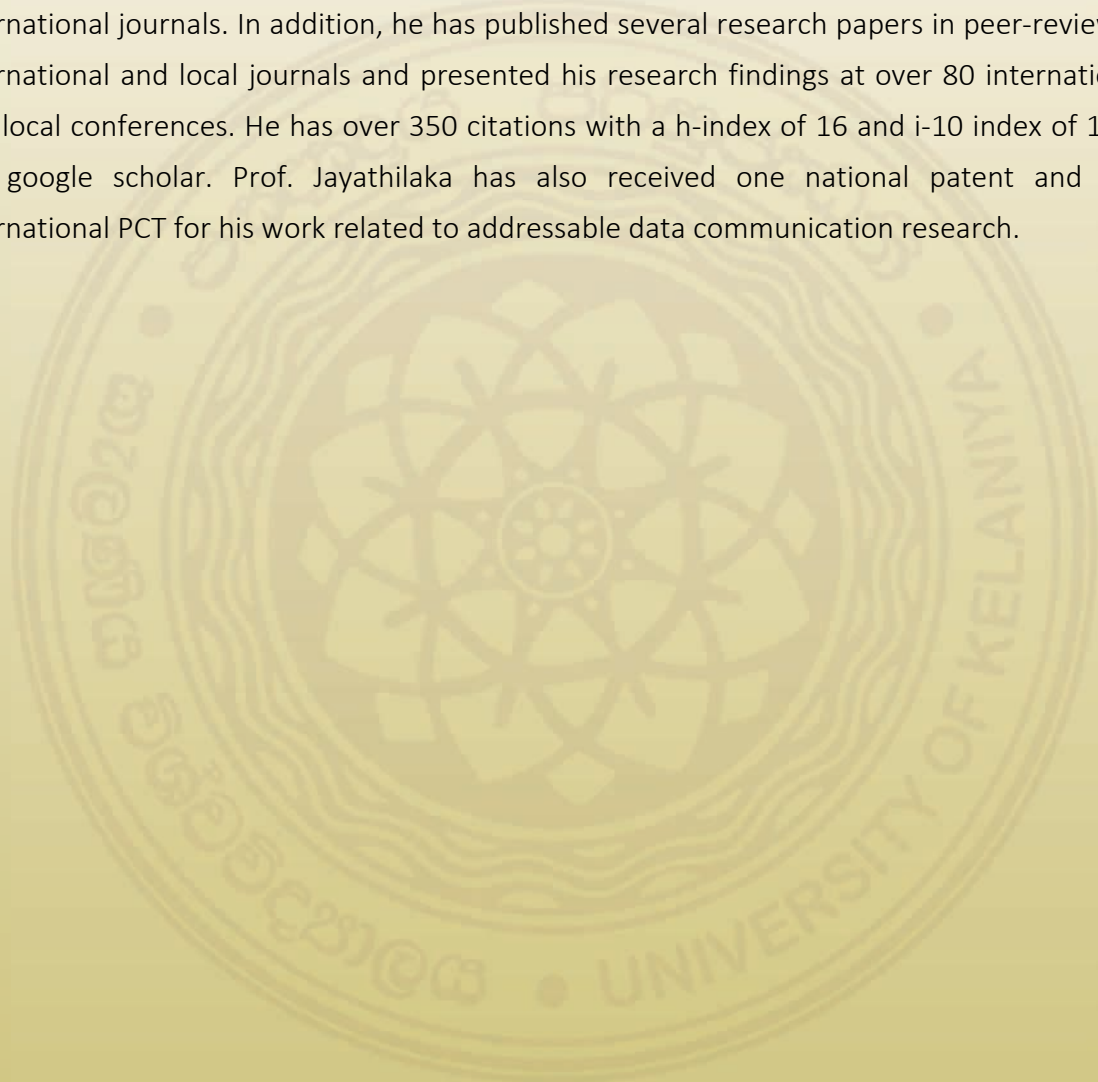 rnational journals. In addition, he has published several research papers in peer-review
rnational and local journals and presented his research findings at over 80 internati
local conferences. He has over 350 citations with a h-index of 16 and i-10 index of 1
google scholar. Prof. Jayathilaka has also received one national patent and
rnational PCT for his work related to addressable data communication research.
UNIVERSITY OF KELANIYA